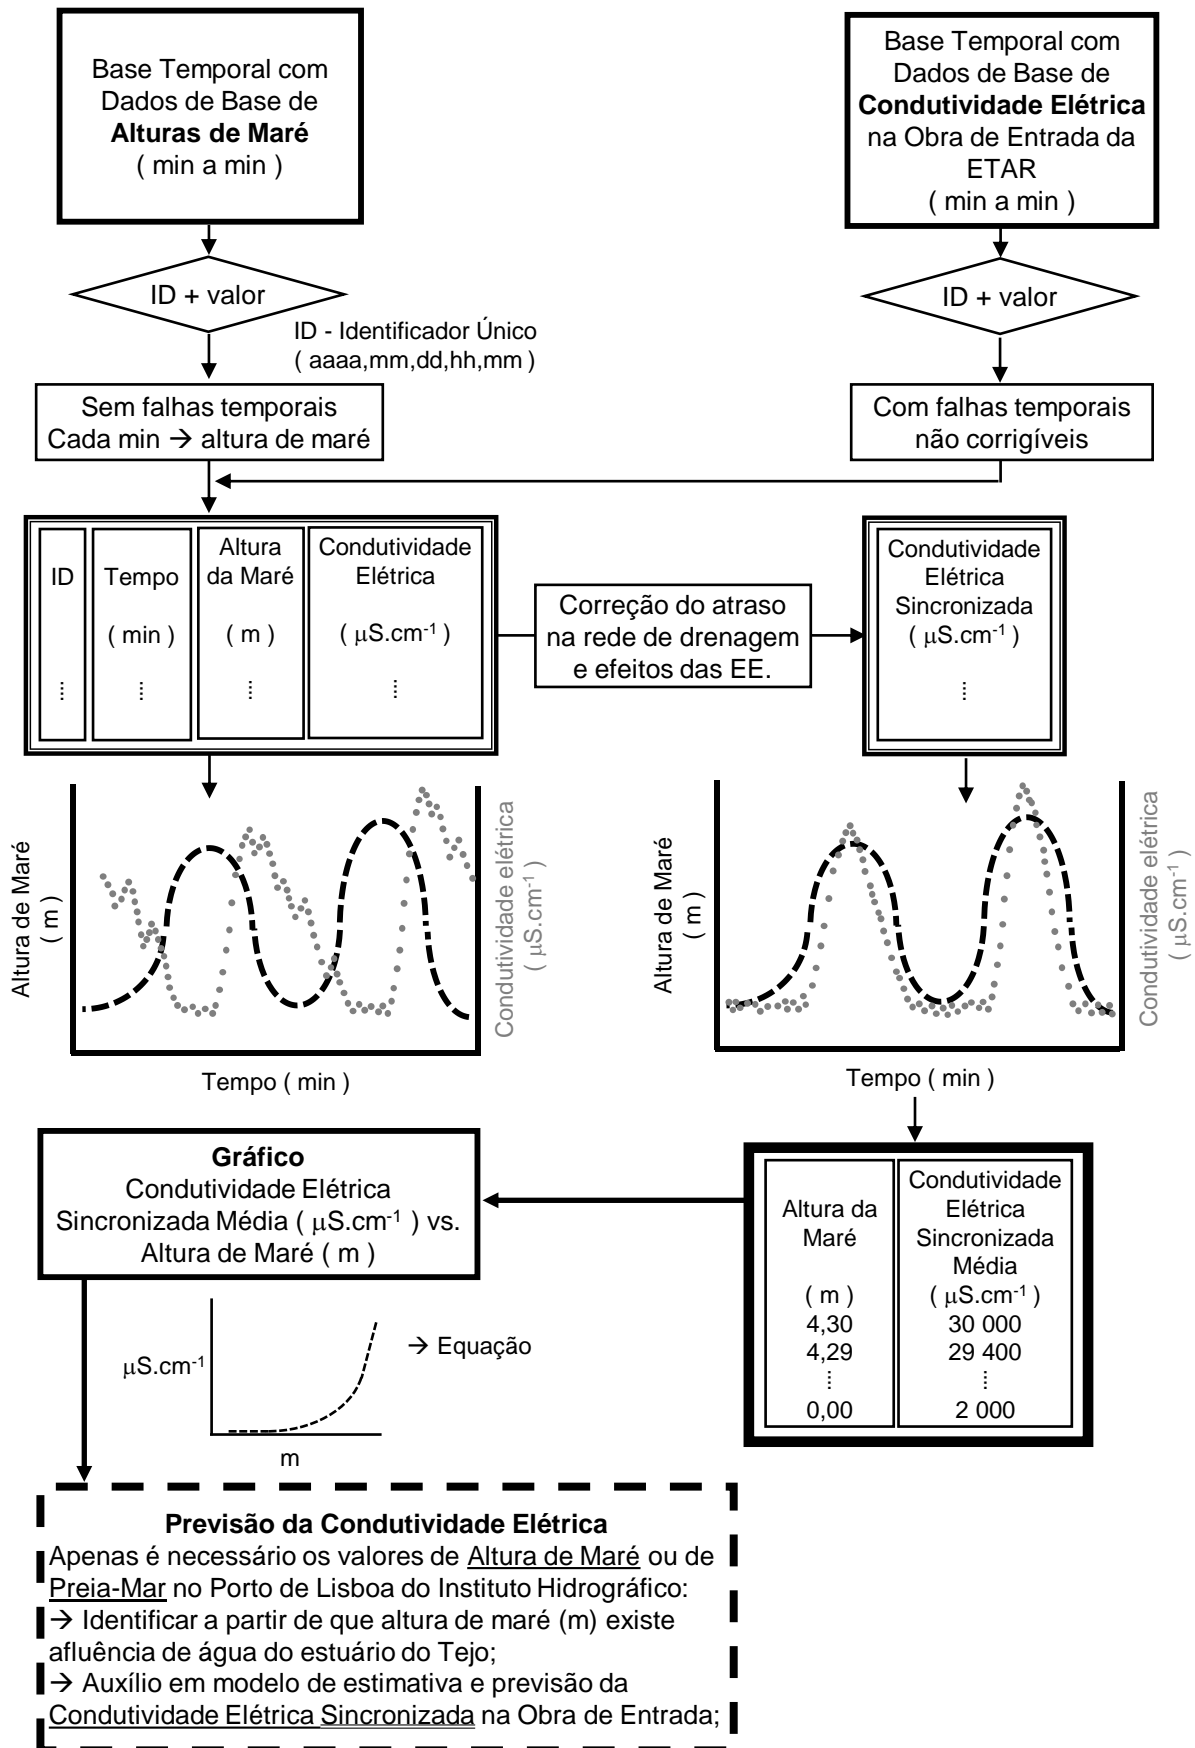 Base Temporal com
Dados de Base de
Alturas de Maré
( min a min )
Base Temporal com
Dados de Base de
Condutividade Elétrica
na Obra de Entrada da
ETAR
( min a min )
ID + valor
ID + valor
ID - Identificador Único
( aaaa,mm,dd,hh,mm )
Sem falhas temporais
Cada min → altura de maré
Com falhas temporais
não corrigíveis
ID
⁞
Tempo
( min )
⁞
Altura
da Maré
( m )
⁞
Condutividade
Elétrica
( µS.cm-1 )
⁞
Correção do atraso
na rede de drenagem
e efeitos das EE.
Condutividade
Elétrica
Sincronizada
( µS.cm-1 )
⁞
Altura de Maré
( m )
Condutividade elétrica
( µS.cm-1 )
Tempo ( min )
Altura de Maré
( m )
Condutividade elétrica
( µS.cm-1 )
Tempo ( min )
Gráfico
Condutividade Elétrica
Sincronizada Média ( µS.cm-1 ) vs.
Altura de Maré ( m )
Altura da
Maré
( m )
4,30
4,29
⁞
0,00
Condutividade
Elétrica
Sincronizada
Média
( µS.cm-1 )
30 000
29 400
⁞
2 000
µS.cm-1
→ Equação
m
Previsão da Condutividade Elétrica
Apenas é necessário os valores de Altura de Maré ou de
Preia-Mar no Porto de Lisboa do Instituto Hidrográfico:
→ Identificar a partir de que altura de maré (m) existe
afluência de água do estuário do Tejo;
→ Auxílio em modelo de estimativa e previsão da
Condutividade Elétrica Sincronizada na Obra de Entrada;